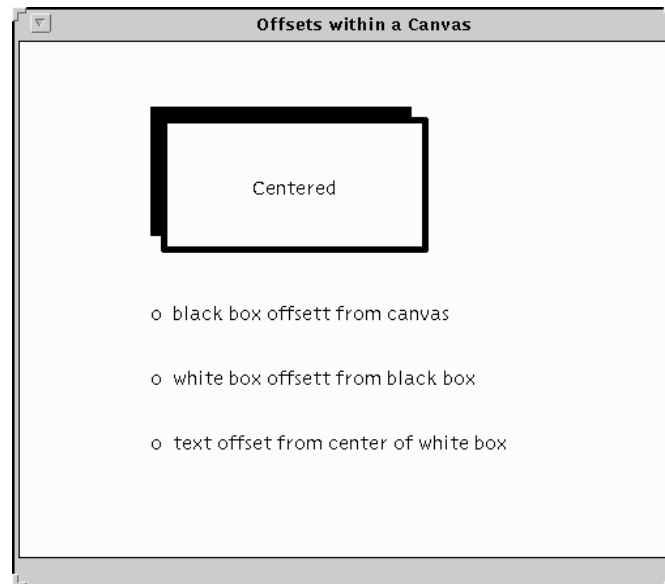 Offsets within a Canvas
Centered
o black box offsett from canvas
o white box offsett from black box
o text offset from center of white box